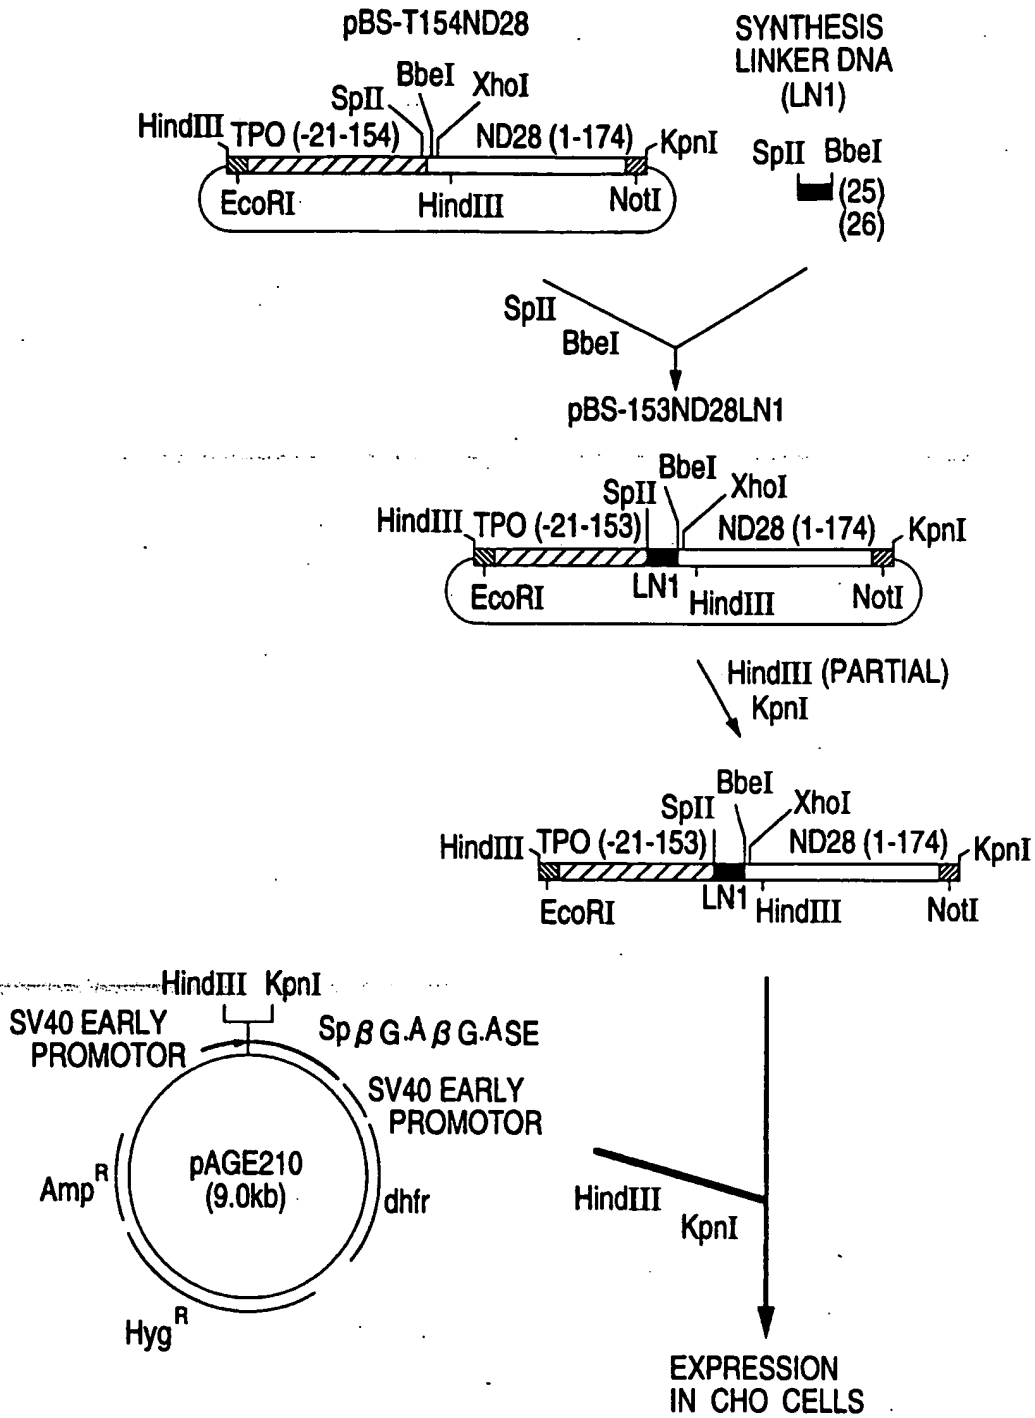 pBS-T154ND28
SYNTHESIS
LINKER DNA
(LN1)
BbeI
SpII
XhoI
HindIII
TPO (-21-154)
ND28 (1-174)
KpnI
SpII BbeI
EcoRI
HindIII
NotI
(25)
(26)
SpII
BbeI
pBS-153ND28LN1
BbeI
SpII
XhoI
HindIII
TPO (-21-153)
ND28 (1-174)
KpnI
EcoRI
LN1
HindIII
NotI
HindIII (PARTIAL)
KpnI
BbeI
SpII
XhoI
HindIII
TPO (-21-153)
ND28 (1-174)
KpnI
EcoRI
LN1
HindIII
NotI
HindIII KpnI
SV40 EARLY
PROMOTOR
Sp β G.A β G.ASE
SV40 EARLY
PROMOTOR
pAGE210
(9.0kb)
Amp R
dhfr
HindIII
KpnI
Hyg R
EXPRESSION
IN CHO CELLS